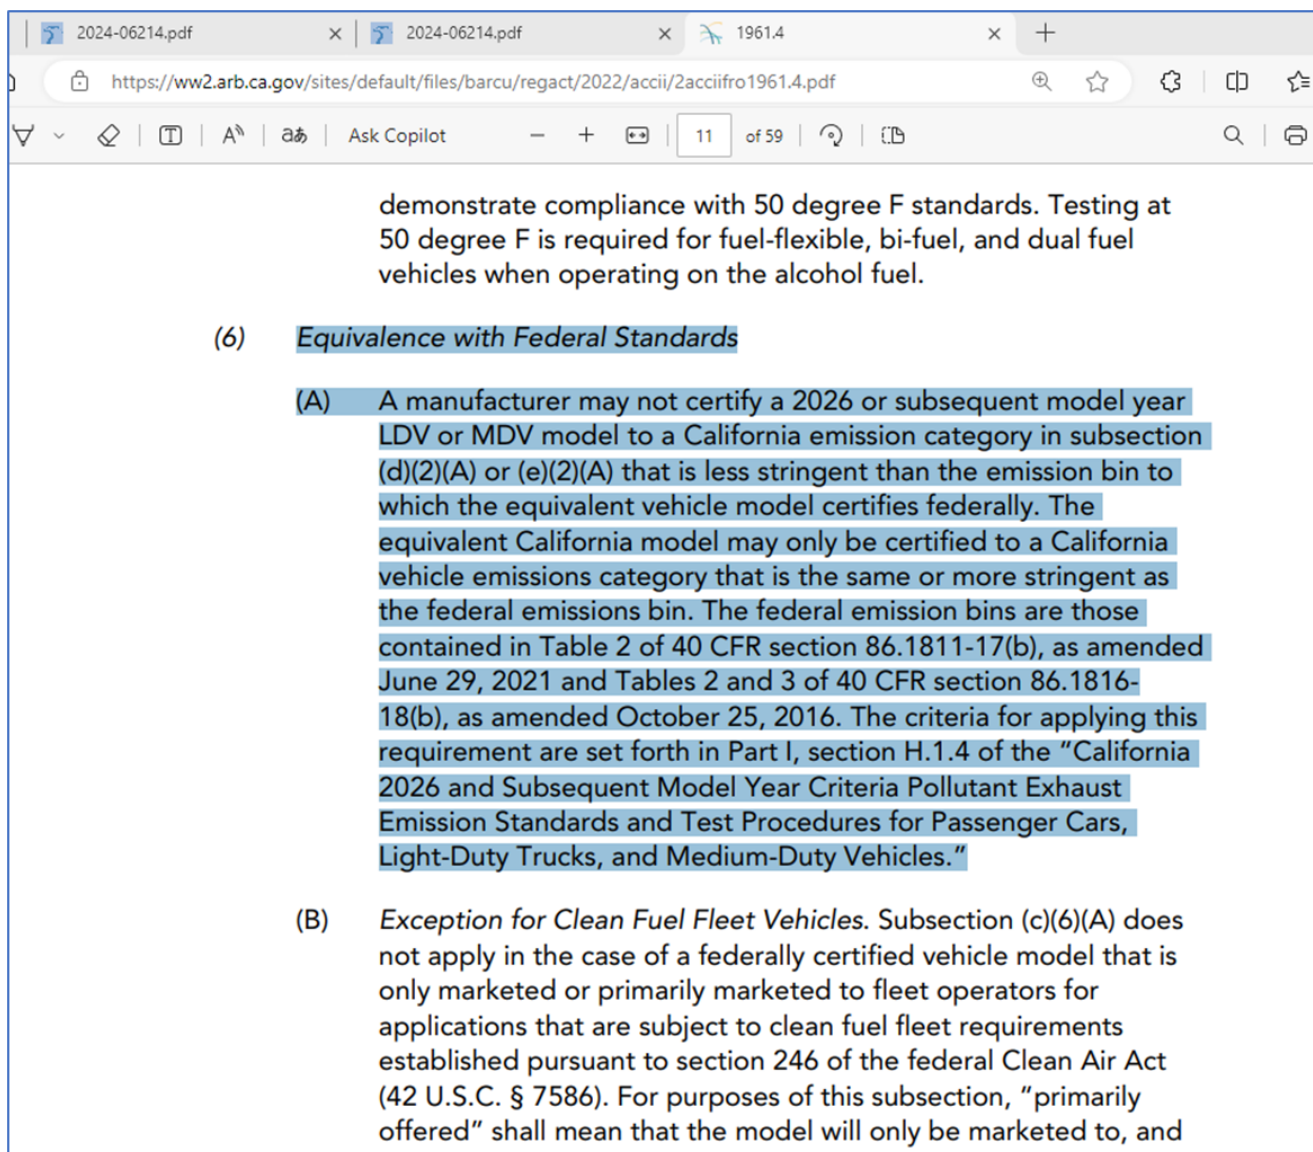 2024-06214.pdf
2024-06214.pdf
1961.4
https://ww2.arb.ca.gov/sites/default/files/barcu/regact/2022/accii/2acciifro1961.4.pdf
Ask Copilot
11 of 59
demonstrate compliance with 50 degree F standards. Testing at
50 degree F is required for fuel-flexible, bi-fuel, and dual fuel
vehicles when operating on the alcohol fuel.
(6) Equivalence with Federal Standards
(A) A manufacturer may not certify a 2026 or subsequent model year
LDV or MDV model to a California emission category in subsection
(d)(2)(A) or (e)(2)(A) that is less stringent than the emission bin to
which the equivalent vehicle model certifies federally. The
equivalent California model may only be certified to a California
vehicle emissions category that is the same or more stringent as
the federal emissions bin. The federal emission bins are those
contained in Table 2 of 40 CFR section 86.1811-17(b), as amended
June 29, 2021 and Tables 2 and 3 of 40 CFR section 86.1816-
18(b), as amended October 25, 2016. The criteria for applying this
requirement are set forth in Part I, section H.1.4 of the “California
2026 and Subsequent Model Year Criteria Pollutant Exhaust
Emission Standards and Test Procedures for Passenger Cars,
Light-Duty Trucks, and Medium-Duty Vehicles.”
(B) Exception for Clean Fuel Fleet Vehicles. Subsection (c)(6)(A) does
not apply in the case of a federally certified vehicle model that is
only marketed or primarily marketed to fleet operators for
applications that are subject to clean fuel fleet requirements
established pursuant to section 246 of the federal Clean Air Act
(42 U.S.C. § 7586). For purposes of this subsection, “primarily
offered” shall mean that the model will only be marketed to, and